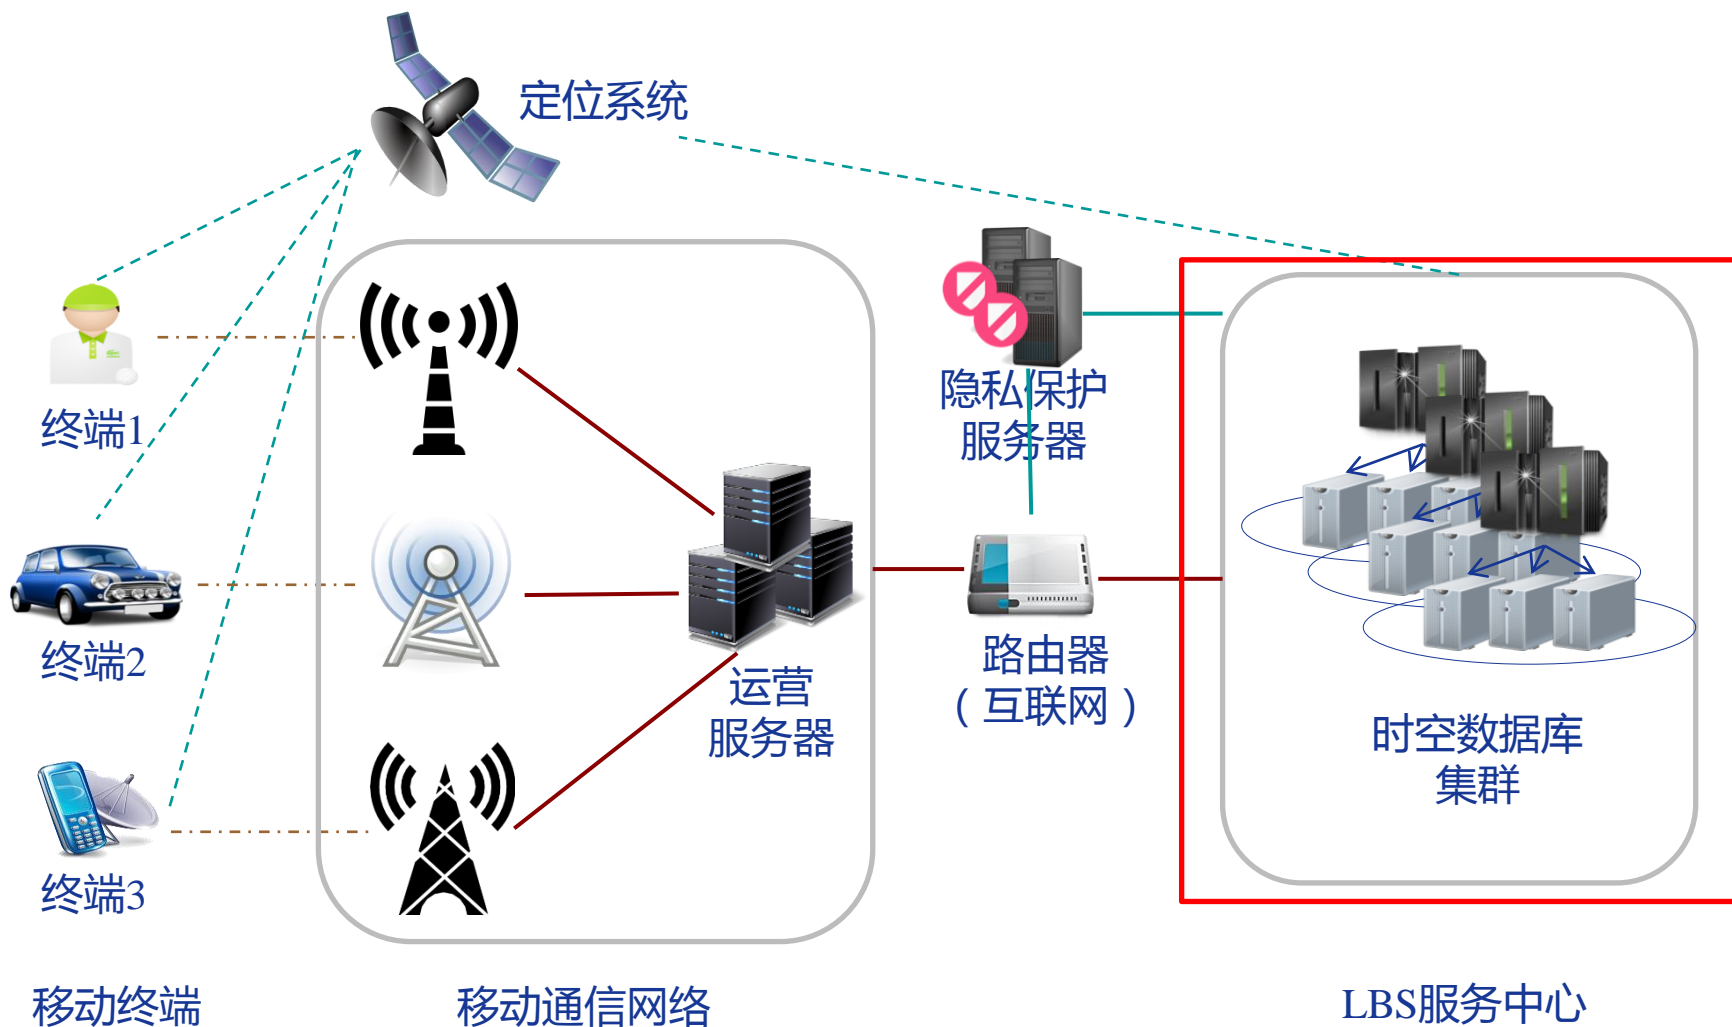 定位系统
终端1
终端2
终端3
运营
服务器
隐私保护
服务器
路由器
（互联网）
时空数据库
集群
移动终端
移动通信网络
LBS服务中心